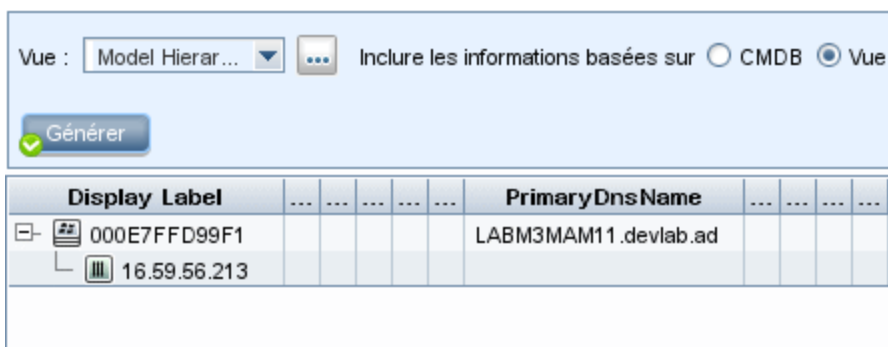 Vue : Model Hierar... ... Inclure les informations basées sur CMDB Vue
Générer
Display Label ... ... ... ... ... PrimaryDnsName ... ... ... ...
000E7FFD99F1 LABM3MAM11.devlab.ad
16.59.56.213